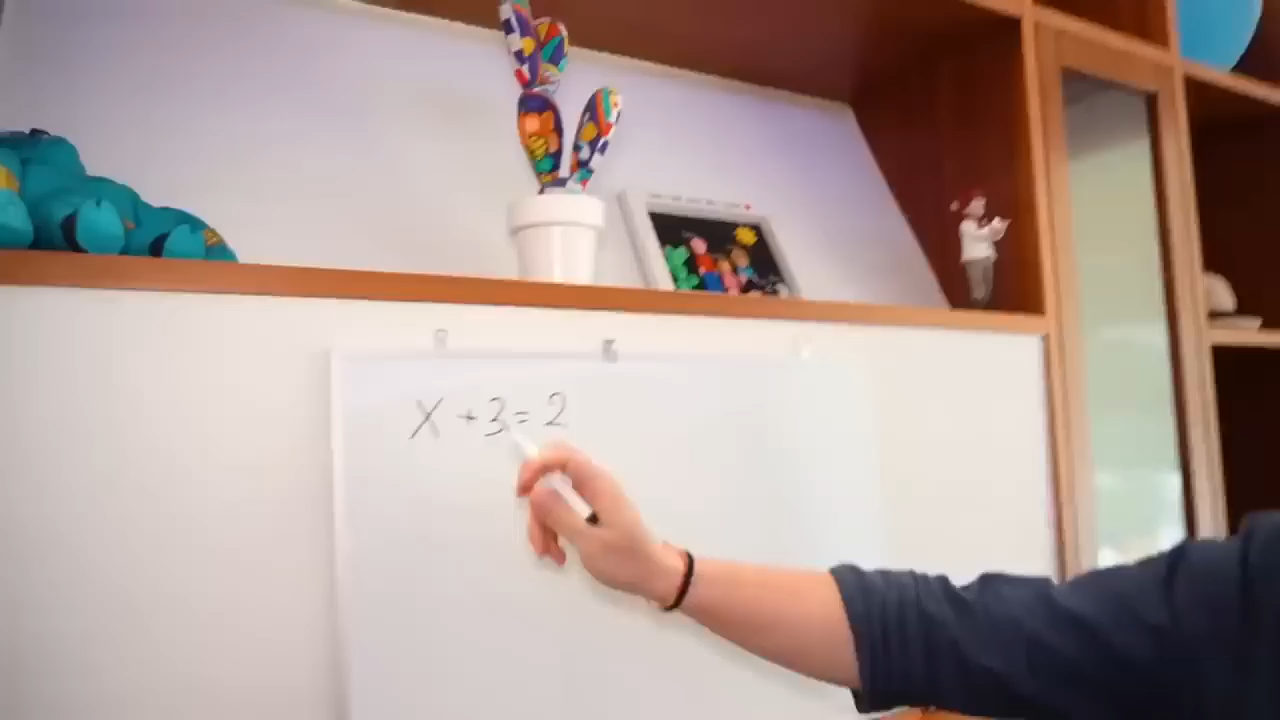 X + 3 = 2